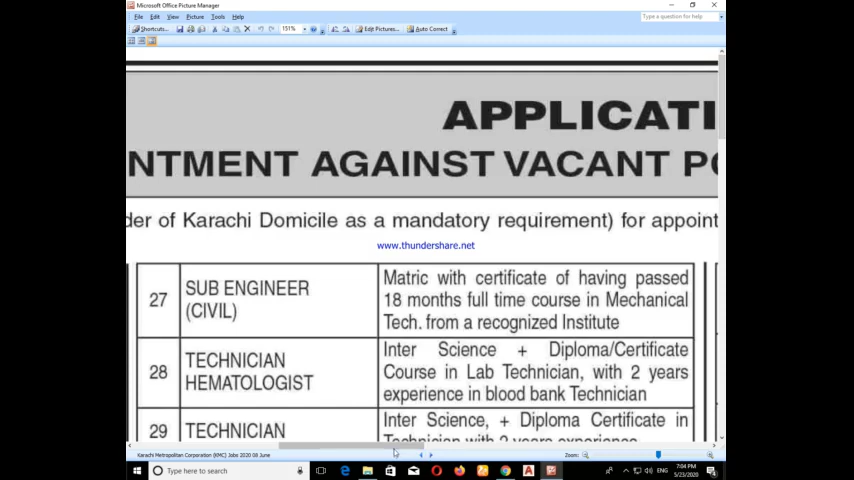 Microsoft Office Picture Manager
File Edit View Picture Tools Help
Type a question for help
Shortcuts... 151% Edit Pictures... Auto Correct
APPLICATI
NTMENT AGAINST VACANT PO
der of Karachi Domicile as a mandatory requirement) for appoint
www.thundershare.net
27 SUB ENGINEER (CIVIL) Matric with certificate of having passed
18 months full time course in Mechanical
Tech. from a recognized Institute
28 TECHNICIAN HEMATOLOGIST Inter Science + Diploma/Certificate
Course in Lab Technician, with 2 years
experience in blood bank Technician
29 TECHNICIAN Inter Science, + Diploma Certificate in
Technician with 2 years experience
Karachi Metropolitan Corporation (KMC) Jobs 2020 08 June
Zoom:
Type here to search
ENG
7:04 PM
5/23/2020